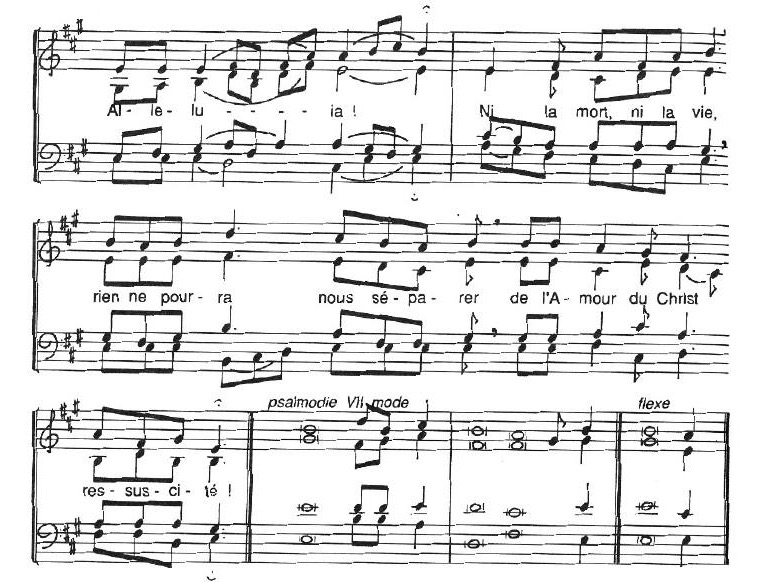 Al - le - lu - - - - - ia ! Ni la mort, ni la vie,
rien ne pour - ra nous sé - pa - rer de l'A - mour du Christ
psalmodie VII mode flexe
res - sus - ci - té !